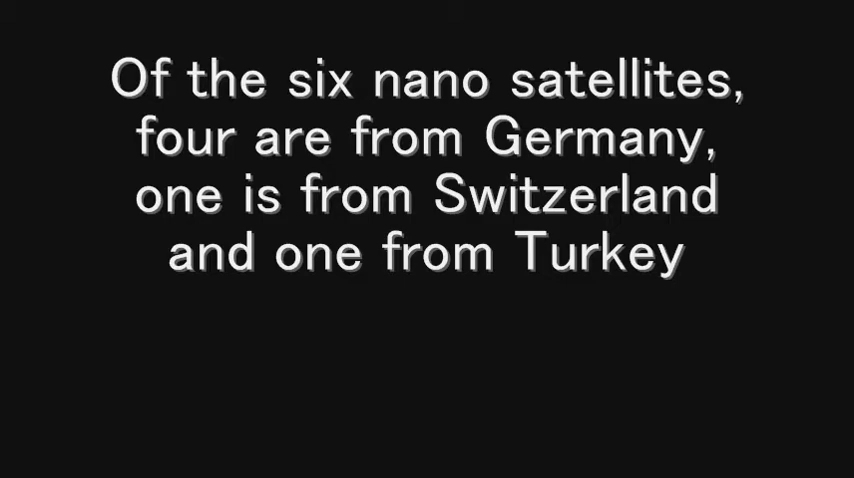 Of the six nano satellites,
four are from Germany,
one is from Switzerland
and one from Turkey